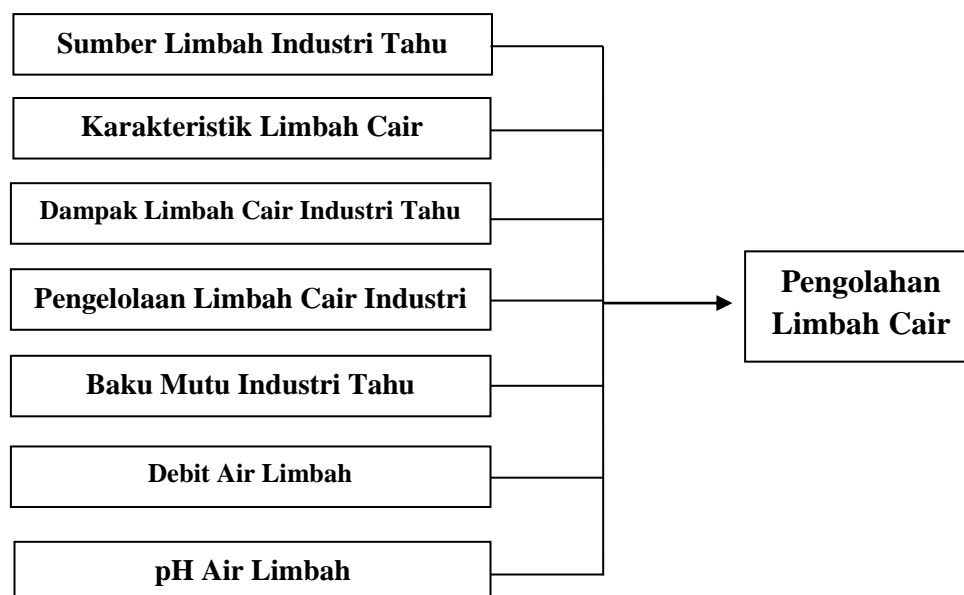 Sumber Limbah Industri Tahu
Karakteristik Limbah Cair
Dampak Limbah Cair Industri Tahu
Pengelolaan Limbah Cair Industri
Baku Mutu Industri Tahu
Debit Air Limbah
pH Air Limbah
Pengolahan
Limbah Cair